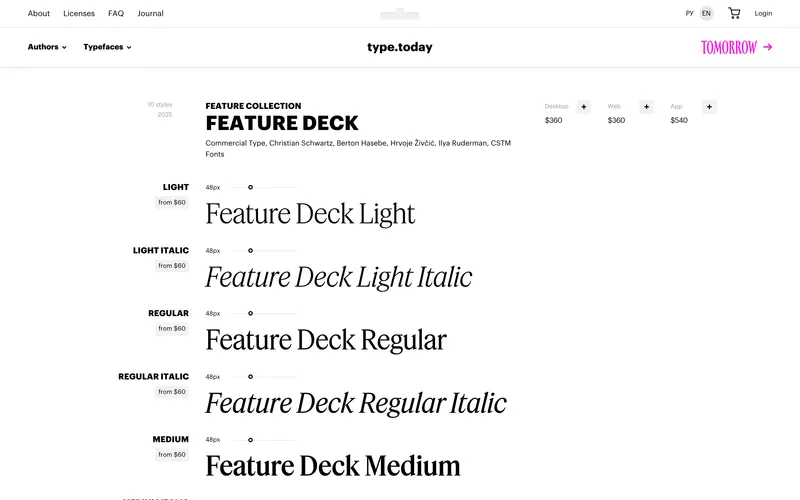 About Licenses FAQ Journal РУ EN Login
Authors Typefaces type.today TOMORROW →
10 styles
2025
FEATURE COLLECTION
FEATURE DECK
Commercial Type, Christian Schwartz, Berton Hasebe, Hrvoje Živčić, Ilya Ruderman, CSTM
Fonts
Desktop + Web + App +
$360 $360 $540
LIGHT 48px
from $60
Feature Deck Light
LIGHT ITALIC 48px
from $60
Feature Deck Light Italic
REGULAR 48px
from $60
Feature Deck Regular
REGULAR ITALIC 48px
from $60
Feature Deck Regular Italic
MEDIUM 48px
from $60
Feature Deck Medium